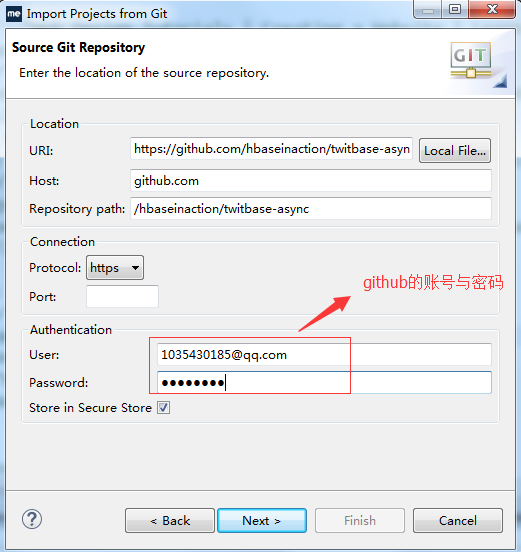 me Import Projects from Git
Source Git Repository
Enter the location of the source repository.
GIT
Location
URI: https://github.com/hbaseinaction/twitbase-asyn Local File...
Host: github.com
Repository path: /hbaseinaction/twitbase-async
Connection
Protocol: https
Port:
github的账号与密码
Authentication
User: 1035430185@qq.com
Password: ●●●●●●●●
Store in Secure Store
? < Back Next > Finish Cancel